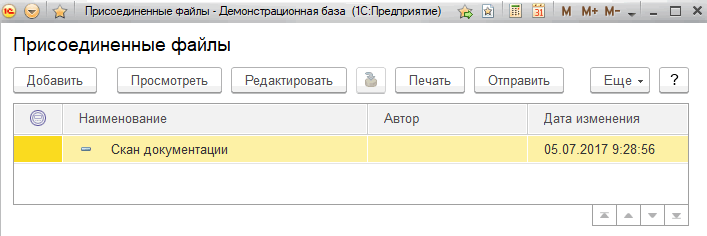 Присоединенные файлы - Демонстрационная база (1С:Предприятие) 31 M M+ M-
Присоединенные файлы
Добавить Просмотреть Редактировать Печать Отправить Еще ?
Наименование Автор Дата изменения
Скан документации 05.07.2017 9:28:56